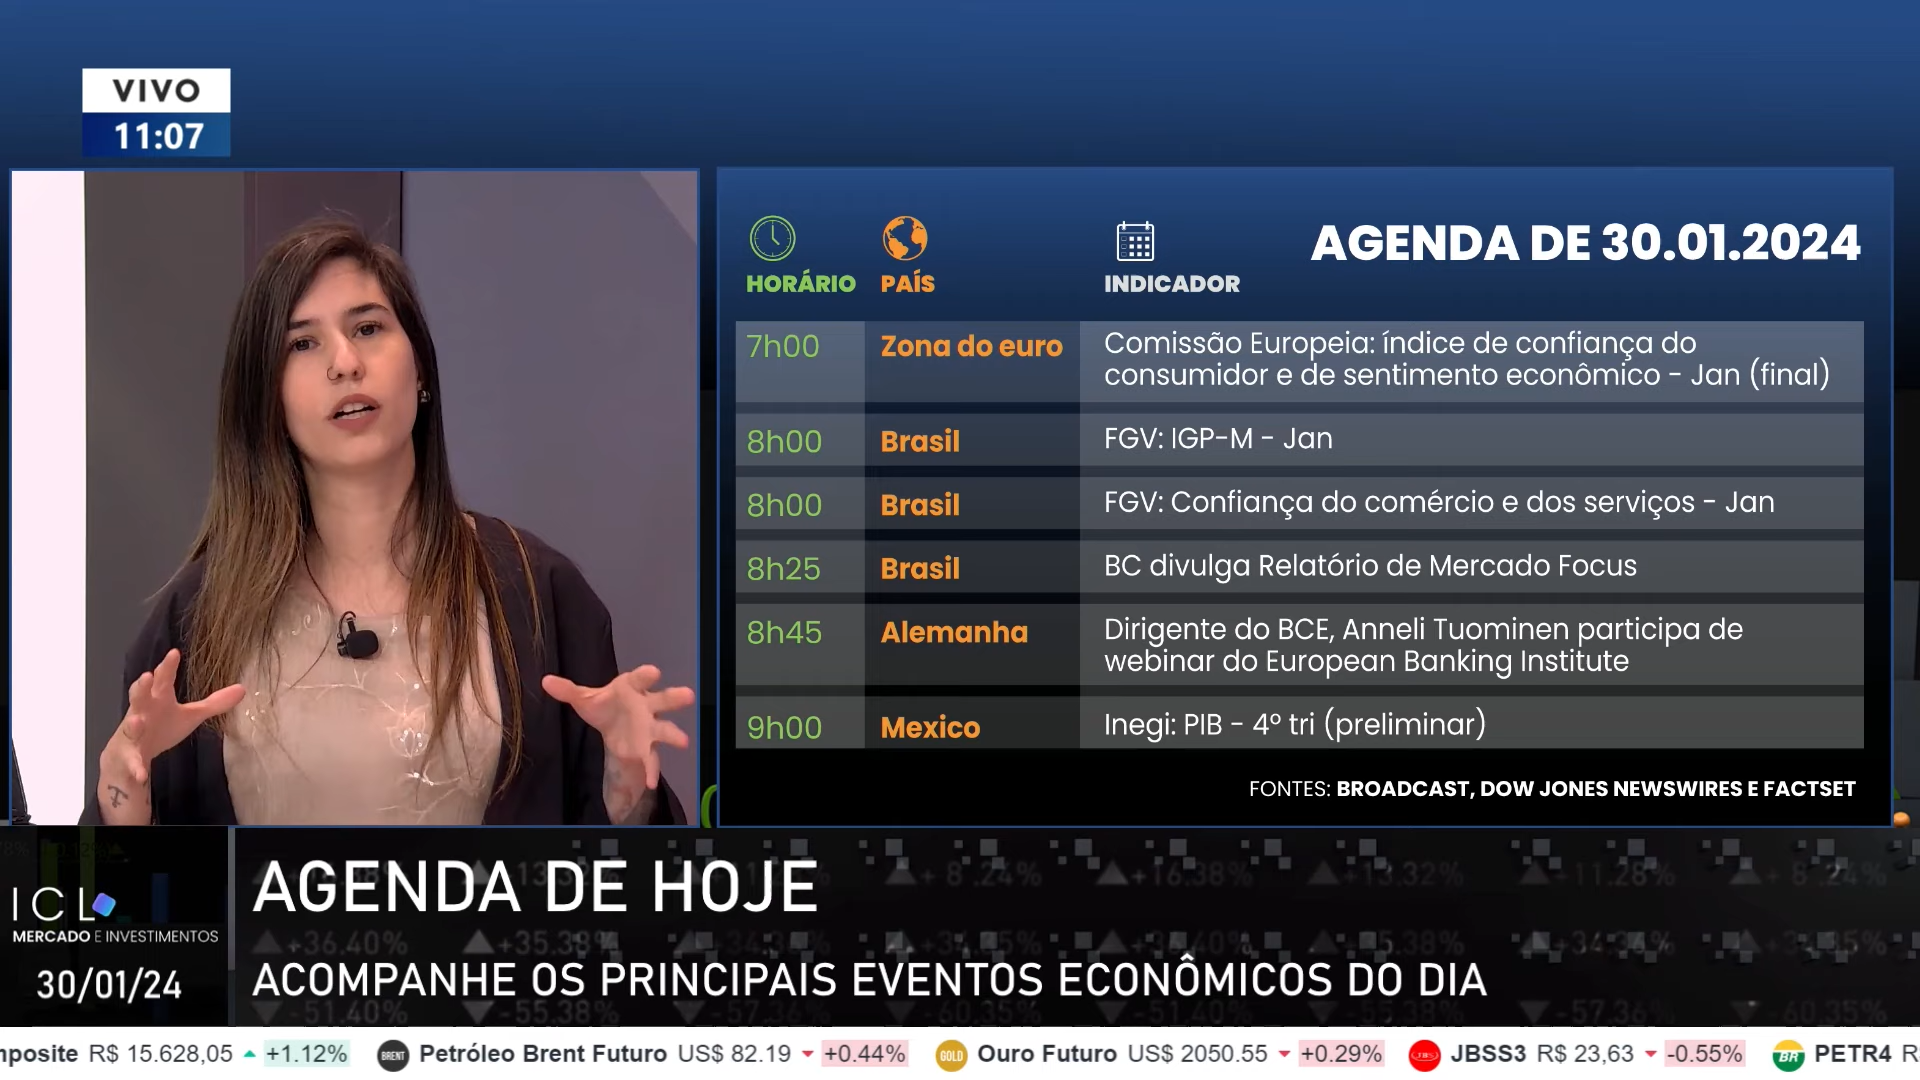 VIVO
11:07
HORÁRIO PAÍS INDICADOR AGENDA DE 30.01.2024
7h00 Zona do euro Comissão Europeia: índice de confiança do
consumidor e de sentimento econômico - Jan (final)
8h00 Brasil FGV: IGP-M - Jan
8h00 Brasil FGV: Confiança do comércio e dos serviços - Jan
8h25 Brasil BC divulga Relatório de Mercado Focus
8h45 Alemanha Dirigente do BCE, Anneli Tuominen participa de
webinar do European Banking Institute
9h00 Mexico Inegi: PIB - 4º tri (preliminar)
FONTES: BROADCAST, DOW JONES NEWSWIRES E FACTSET
ICL
MERCADO E INVESTIMENTOS
30/01/24
AGENDA DE HOJE
ACOMPANHE OS PRINCIPAIS EVENTOS ECONÔMICOS DO DIA
mposite R$ 15.628,05 +1.12% BRENT Petróleo Brent Futuro US$ 82.19 +0.44% GOLD Ouro Futuro US$ 2050.55 +0.29% JBS JBSS3 R$ 23,63 -0.55% BR PETR4